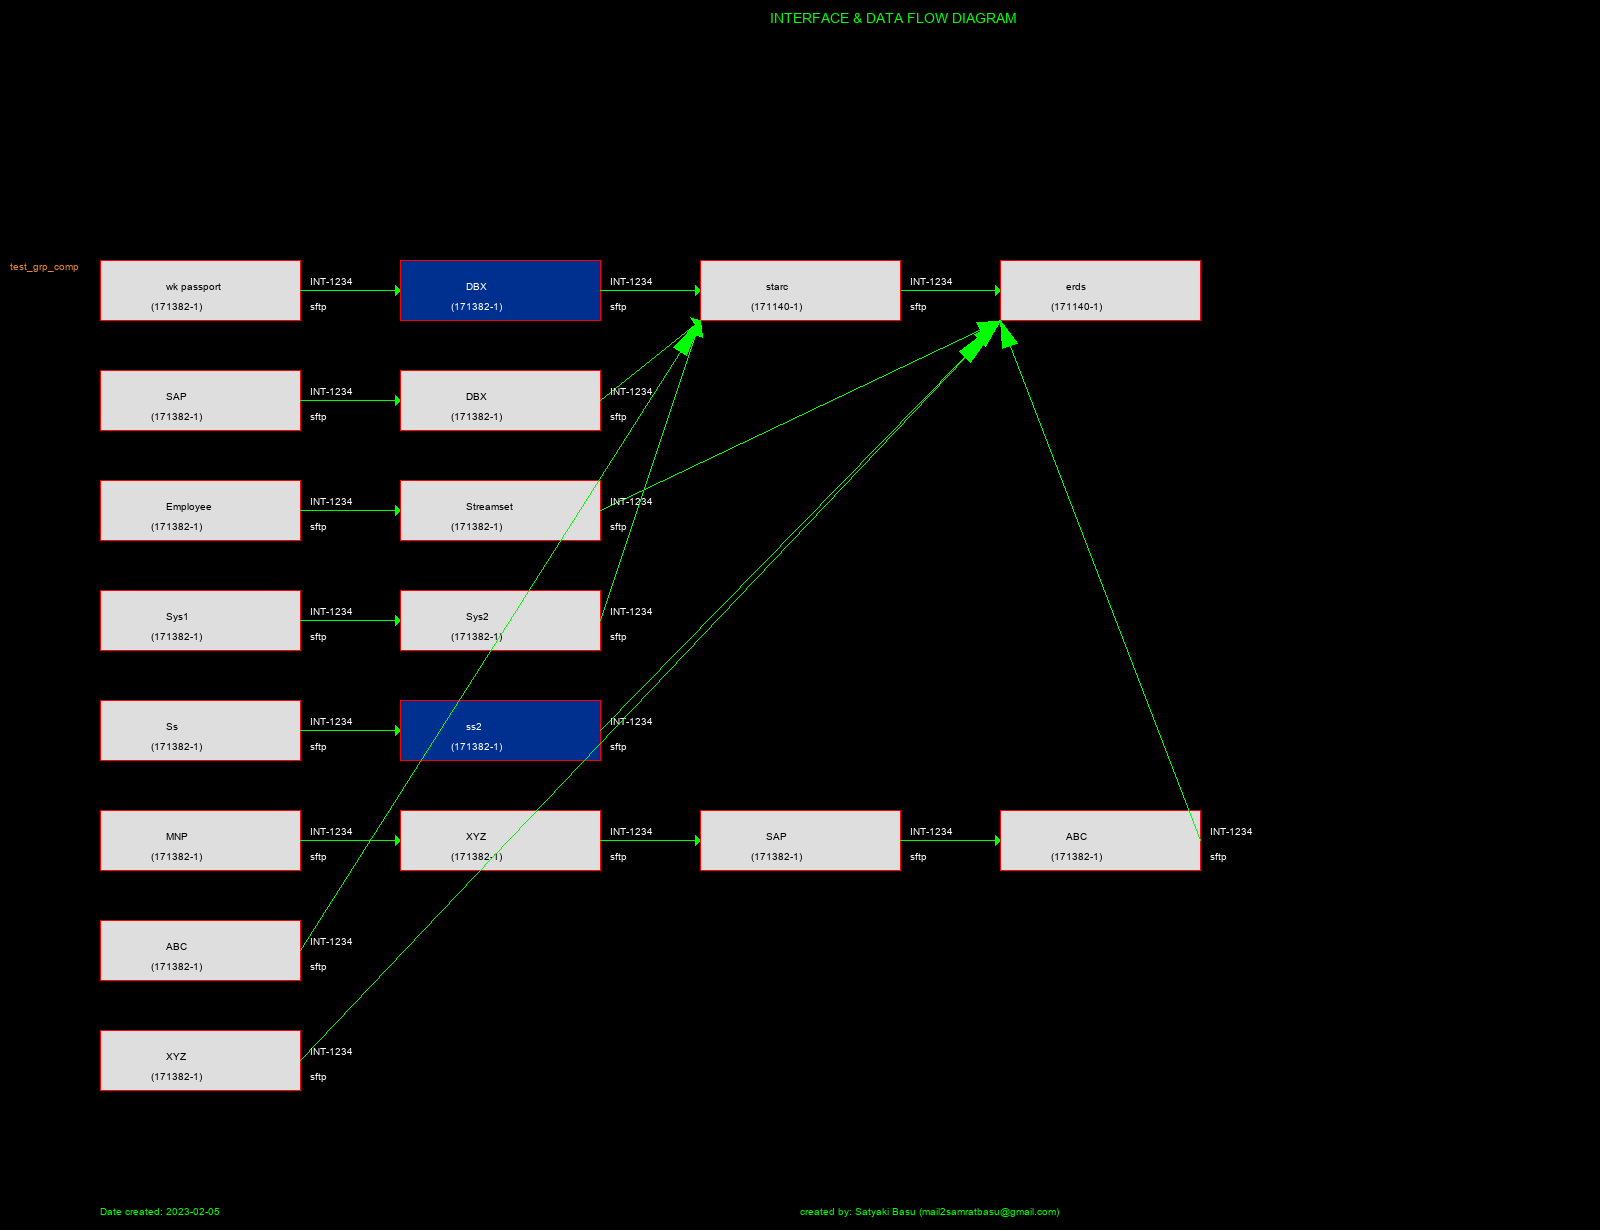 INTERFACE & DATA FLOW DIAGRAM
test_grp_comp
wk passport
(171382-1)
INT-1234
sftp
DBX
(171382-1)
INT-1234
sftp
starc
(171140-1)
INT-1234
sftp
erds
(171140-1)
SAP
(171382-1)
INT-1234
sftp
DBX
(171382-1)
INT-1234
sftp
Employee
(171382-1)
INT-1234
sftp
Streamset
(171382-1)
INT-1234
sftp
Sys1
(171382-1)
INT-1234
sftp
Sys2
(171382-1)
INT-1234
sftp
Ss
(171382-1)
INT-1234
sftp
ss2
(171382-1)
INT-1234
sftp
MNP
(171382-1)
INT-1234
sftp
XYZ
(171382-1)
INT-1234
sftp
SAP
(171382-1)
INT-1234
sftp
ABC
(171382-1)
INT-1234
sftp
ABC
(171382-1)
INT-1234
sftp
XYZ
(171382-1)
INT-1234
sftp
Date created: 2023-02-05
created by: Satyaki Basu (mail2samratbasu@gmail.com)